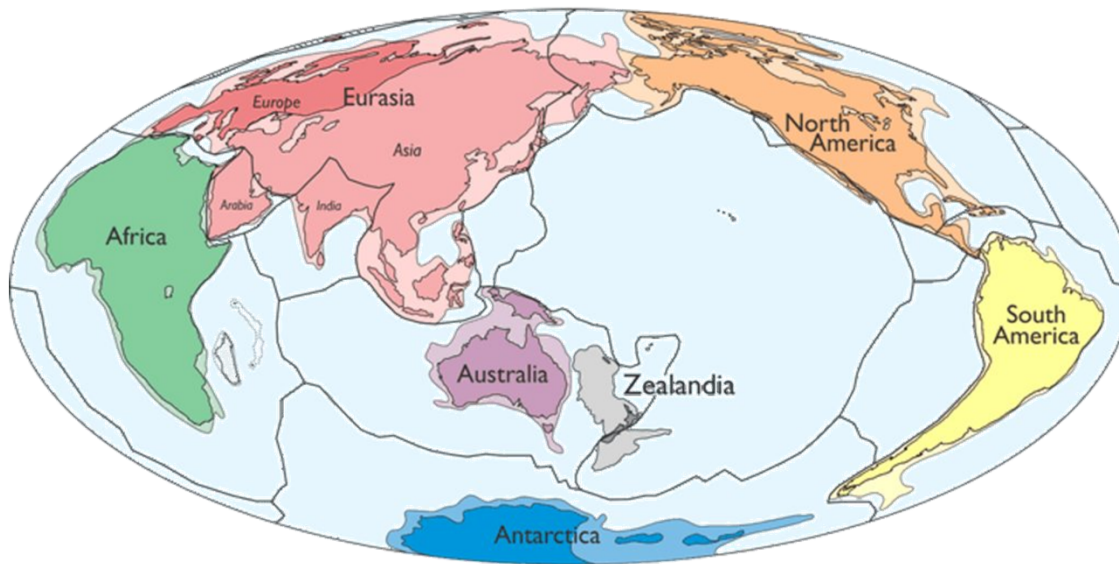 Europe
Eurasia
Asia
North
America
Arabia
India
Africa
South
America
Australia
Zealandia
Antarctica